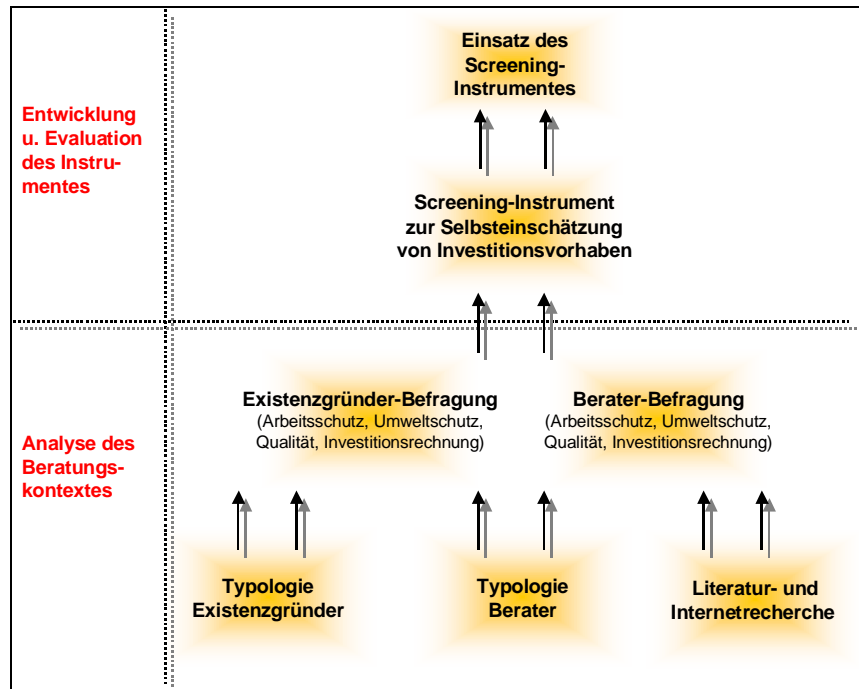 Einsatz des
Screening-
Instrumentes
Entwicklung
u. Evaluation
des Instru-
mentes
Screening-Instrument
zur Selbsteinschätzung
von Investitionsvorhaben
Existenzgründer-Befragung
(Arbeitsschutz, Umweltschutz,
Qualität, Investitionsrechnung)
Berater-Befragung
(Arbeitsschutz, Umweltschutz,
Qualität, Investitionsrechnung)
Analyse des
Beratungs-
kontextes
Typologie
Existenzgründer
Typologie
Berater
Literatur- und
Internetrecherche